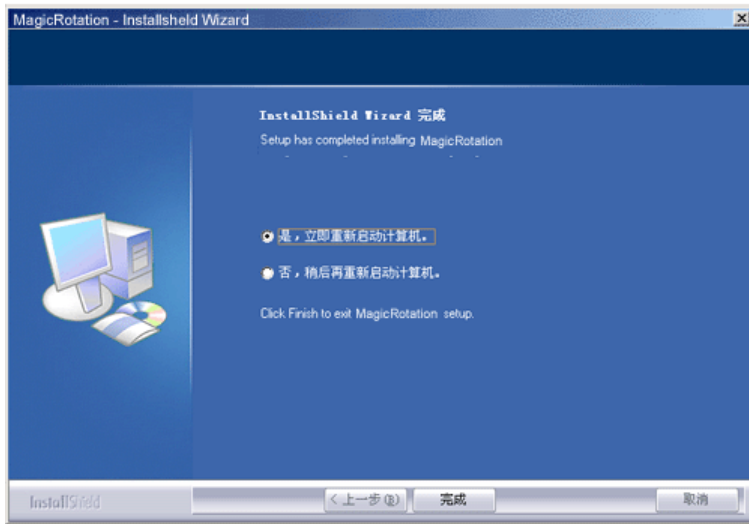 MagicRotation - Installsheld Wizard
InstallShield Wizard 完成
Setup has completed installing MagicRotation
是，立即重新启动计算机。
否，稍后再重新启动计算机。
Click Finish to exit MagicRotation setup.
InstallShield
< 上一步(B)
完成
取消